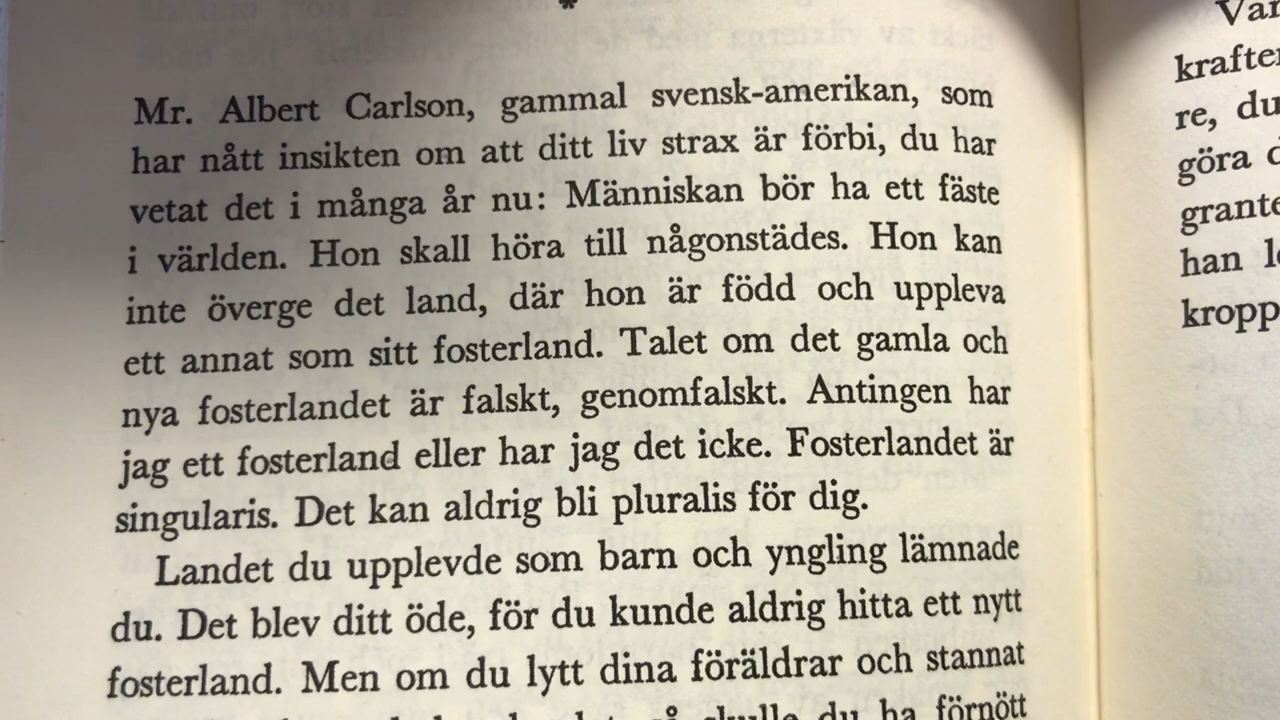 *
Mr. Albert Carlson, gammal svensk-amerikan, som
har nått insikten om att ditt liv strax är förbi, du har
vetat det i många år nu: Människan bör ha ett fäste
i världen. Hon skall höra till någonstädes. Hon kan
inte överge det land, där hon är född och uppleva
ett annat som sitt fosterland. Talet om det gamla och
nya fosterlandet är falskt, genomfalskt. Antingen har
jag ett fosterland eller har jag det icke. Fosterlandet är
singularis. Det kan aldrig bli pluralis för dig.
Landet du upplevde som barn och yngling lämnade
du. Det blev ditt öde, för du kunde aldrig hitta ett nytt
fosterland. Men om du lytt dina föräldrar och stannat
så skulle du ha förnött
re, du
göra
han
kropp